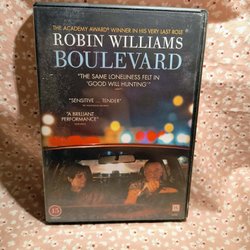 THE ACADEMY AWARD® WINNER IN HIS VERY LAST ROLE
ROBIN WILLIAMS
BOULEVARD
"THE SAME LONELINESS FELT IN
'GOOD WILL HUNTING'"
"SENSITIVE ... TENDER"
"A BRILLIANT
PERFORMANCE"
15